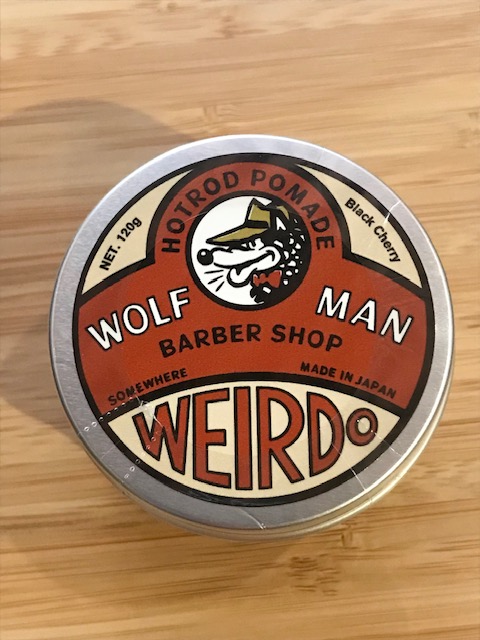 HOTROD POMADE
NET. 120g
Black Cherry
WOLF MAN
BARBER SHOP
SOMEWHERE
MADE IN JAPAN
WEIRDO